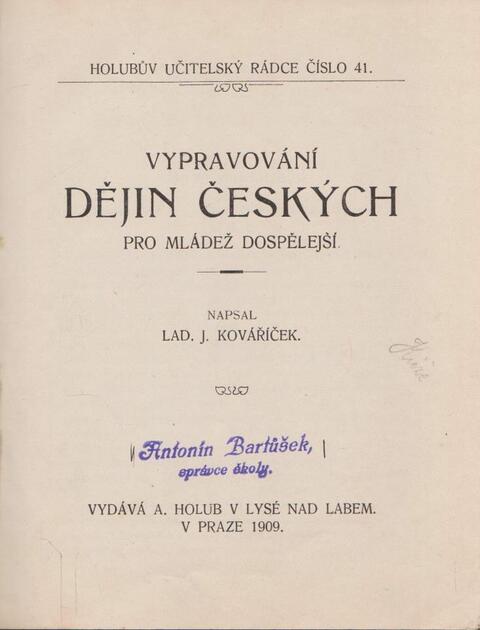 HOLUBŮV UČITELSKÝ RÁDCE ČÍSLO 41.
VYPRAVOVÁNÍ
DĚJIN ČESKÝCH
PRO MLÁDEŽ DOSPĚLEJŠÍ.
NAPSAL
LAD. J. KOVÁŘÍČEK.
Antonín Bartůšek,
správce školy.
VYDÁVÁ A. HOLUB V LYSÉ NAD LABEM.
V PRAZE 1909.